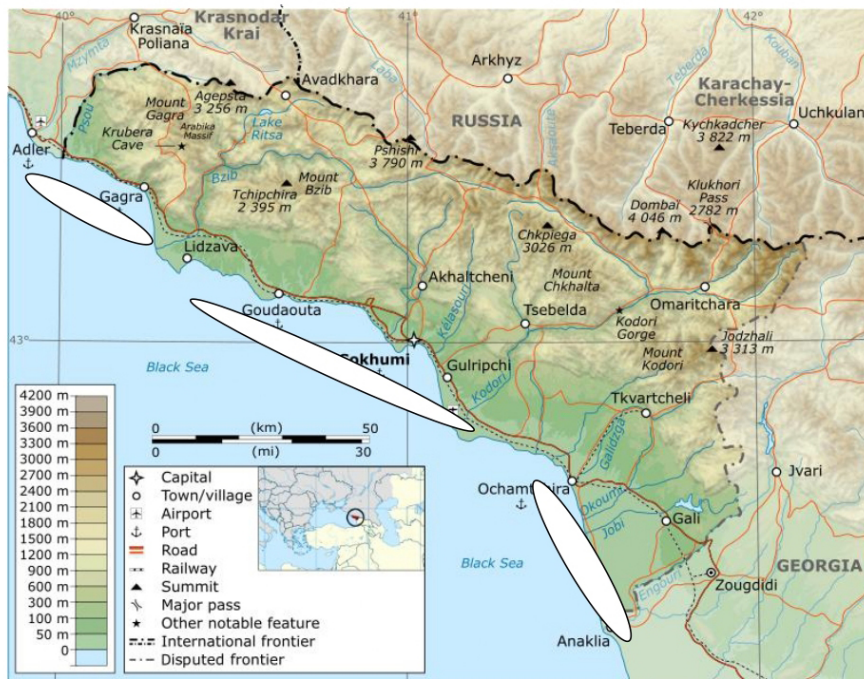 40°
41°
42°
Krasnaïa
Poliana
Krasnodar
Krai
Mzymta
Laba
Arkhyz
Teberda
Kouban
Karachay-
Cherkessia
Agepsta
3 256 m
Avadkhara
Mount
Gagra
Psou
Arabika
Massif
Krubera
Cave
Lake
Ritsa
RUSSIA
Pshishi
3 790 m
Teberda
Kychkadcher
3 822 m
Uchkulan
Adler
Bzib
Mount
Bzib
Tchipchira
2 395 m
Klukhori
Pass
2782 m
Dombai
4 046 m
Gagra
Chkpiega
3026 m
Lidzava
Akhaltcheni
Mount
Chkhalta
Omaritchara
Goudaouta
Kélasouri
Tsebelda
Kodori
Gorge
Jodzhali
3 313 m
43°
Mount
Kodori
Black Sea
Gulripchi
Kodori
Tkvartcheli
Galidzga
Jvari
Okoumi
Jobi
Gali
Black Sea
Engouri
Zougdidi
GEORGIA
Anaklia
4200 m
3900 m
3600 m
3300 m
3000 m
2700 m
2400 m
2100 m
1800 m
1500 m
1200 m
900 m
600 m
300 m
100 m
50 m
0
0 (km) 50
0 (mi) 30
Capital
Town/village
Airport
Port
Road
Railway
Summit
Major pass
Other notable feature
International frontier
Disputed frontier